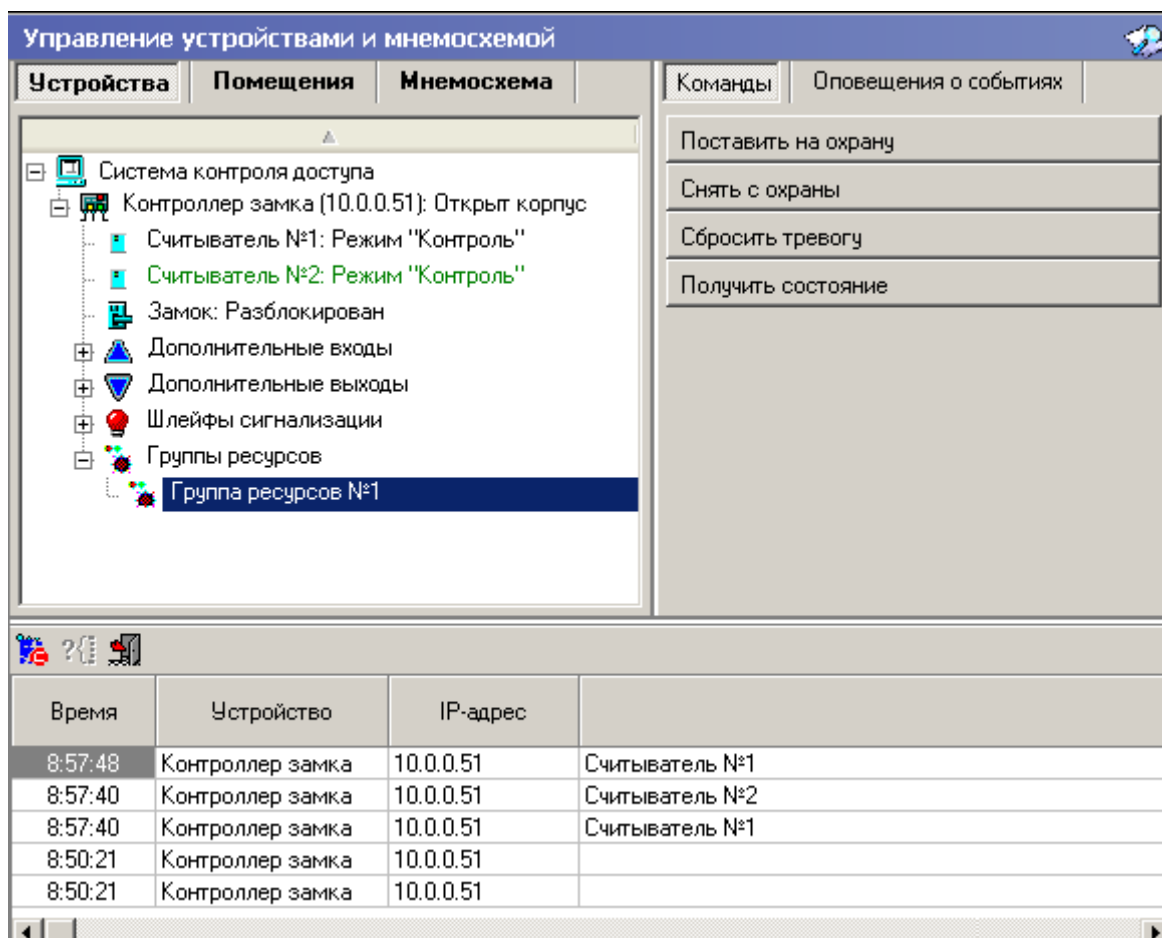 Управление устройствами и мнемосхемой
Устройства Помещения Мнемосхема
Команды Оповещения о событиях
Система контроля доступа
Контроллер замка (10.0.0.51): Открыт корпус
Считыватель №1: Режим "Контроль"
Считыватель №2: Режим "Контроль"
Замок: Разблокирован
Дополнительные входы
Дополнительные выходы
Шлейфы сигнализации
Группы ресурсов
Группа ресурсов №1
Поставить на охрану
Снять с охраны
Сбросить тревогу
Получить состояние
Время Устройство IP-адрес
8:57:48 Контроллер замка 10.0.0.51 Считыватель №1
8:57:40 Контроллер замка 10.0.0.51 Считыватель №2
8:57:40 Контроллер замка 10.0.0.51 Считыватель №1
8:50:21 Контроллер замка 10.0.0.51
8:50:21 Контроллер замка 10.0.0.51